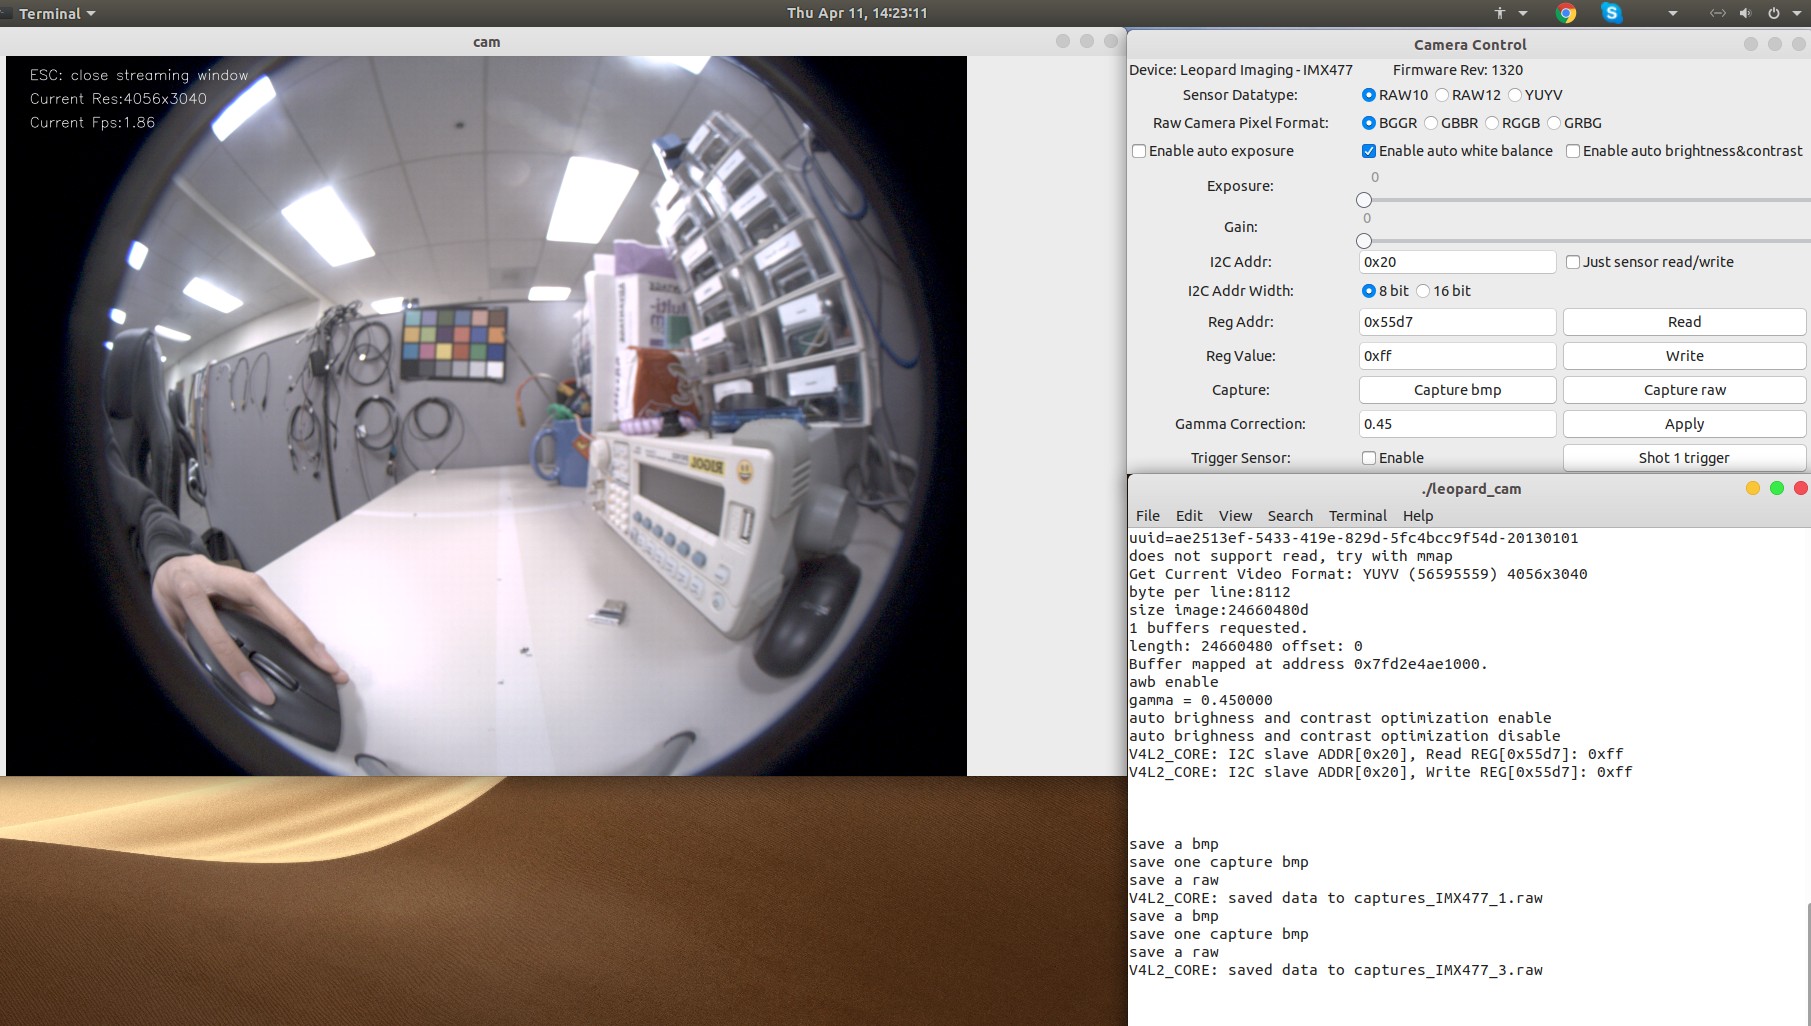 Terminal
Thu Apr 11, 14:23:11
cam
ESC: close streaming window
Current Res:4056x3040
Current Fps:1.86
RIGOL
Camera Control
Device: Leopard Imaging - IMX477 Firmware Rev: 1320
Sensor Datatype: RAW10 RAW12 YUYV
Raw Camera Pixel Format: BGGR GBBR RGGB GRBG
Enable auto exposure Enable auto white balance Enable auto brightness&contrast
0
Exposure:
0
Gain:
I2C Addr: 0x20 Just sensor read/write
I2C Addr Width: 8 bit 16 bit
Reg Addr: 0x55d7 Read
Reg Value: 0xff Write
Capture: Capture bmp Capture raw
Gamma Correction: 0.45 Apply
Trigger Sensor: Enable Shot 1 trigger
./leopard_cam
File Edit View Search Terminal Help
uuid=ae2513ef-5433-419e-829d-5fc4bcc9f54d-20130101
does not support read, try with mmap
Get Current Video Format: YUYV (56595559) 4056x3040
byte per line:8112
size image:24660480d
1 buffers requested.
length: 24660480 offset: 0
Buffer mapped at address 0x7fd2e4ae1000.
awb enable
gamma = 0.450000
auto brighness and contrast optimization enable
auto brighness and contrast optimization disable
V4L2_CORE: I2C slave ADDR[0x20], Read REG[0x55d7]: 0xff
V4L2_CORE: I2C slave ADDR[0x20], Write REG[0x55d7]: 0xff
save a bmp
save one capture bmp
save a raw
V4L2_CORE: saved data to captures_IMX477_1.raw
save a bmp
save one capture bmp
save a raw
V4L2_CORE: saved data to captures_IMX477_3.raw